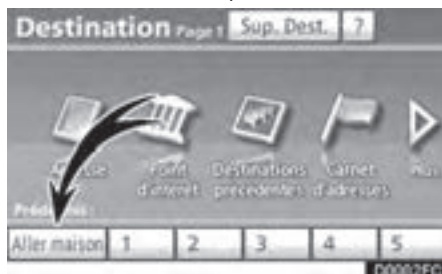 Destination Page 1 Sup. Dest. ?
Point Destinations Carnet Plus
d'intérêt précédentes d'adresses
Aller maison 1 2 3 4 5